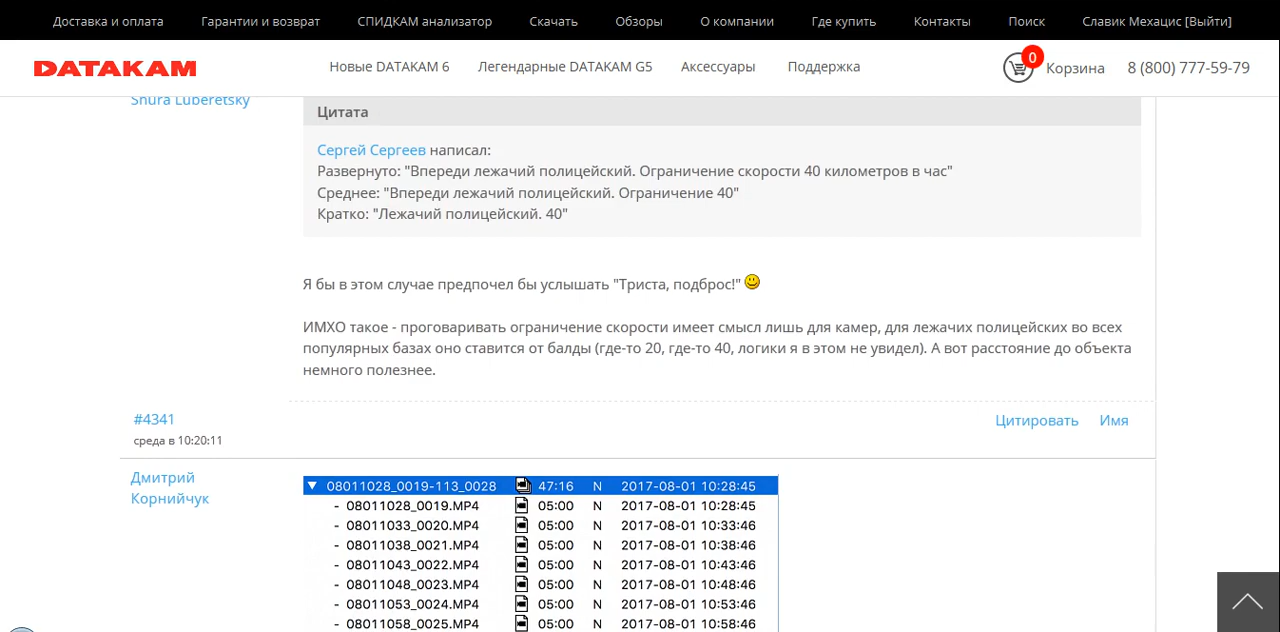 Доставка и оплата Гарантии и возврат СПИДКАМ анализатор Скачать Обзоры О компании Где купить Контакты Поиск Славик Мехацис [Выйти]
DATAKAM Новые DATAKAM 6 Легендарные DATAKAM G5 Аксессуары Поддержка 0 Корзина 8 (800) 777-59-79
Shura Luberetsky
Цитата
Сергей Сергеев написал:
Развернуто: "Впереди лежачий полицейский. Ограничение скорости 40 километров в час"
Среднее: "Впереди лежачий полицейский. Ограничение 40"
Кратко: "Лежачий полицейский. 40"
Я бы в этом случае предпочел бы услышать "Триста, подброс!"
ИМХО такое - проговаривать ограничение скорости имеет смысл лишь для камер, для лежачих полицейских во всех
популярных базах оно ставится от балды (где-то 20, где-то 40, логики я в этом не увидел). А вот расстояние до объекта
немного полезнее.
#4341 Цитировать Имя
среда в 10:20:11
Дмитрий
Корнийчук
08011028_0019-113_0028 47:16 N 2017-08-01 10:28:45
- 08011028_0019.MP4 05:00 N 2017-08-01 10:28:45
- 08011033_0020.MP4 05:00 N 2017-08-01 10:33:46
- 08011038_0021.MP4 05:00 N 2017-08-01 10:38:46
- 08011043_0022.MP4 05:00 N 2017-08-01 10:43:46
- 08011048_0023.MP4 05:00 N 2017-08-01 10:48:46
- 08011053_0024.MP4 05:00 N 2017-08-01 10:53:46
- 08011058_0025.MP4 05:00 N 2017-08-01 10:58:46